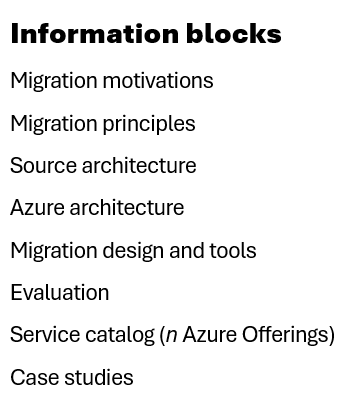 Information blocks
Migration motivations
Migration principles
Source architecture
Azure architecture
Migration design and tools
Evaluation
Service catalog (n Azure Offerings)
Case studies